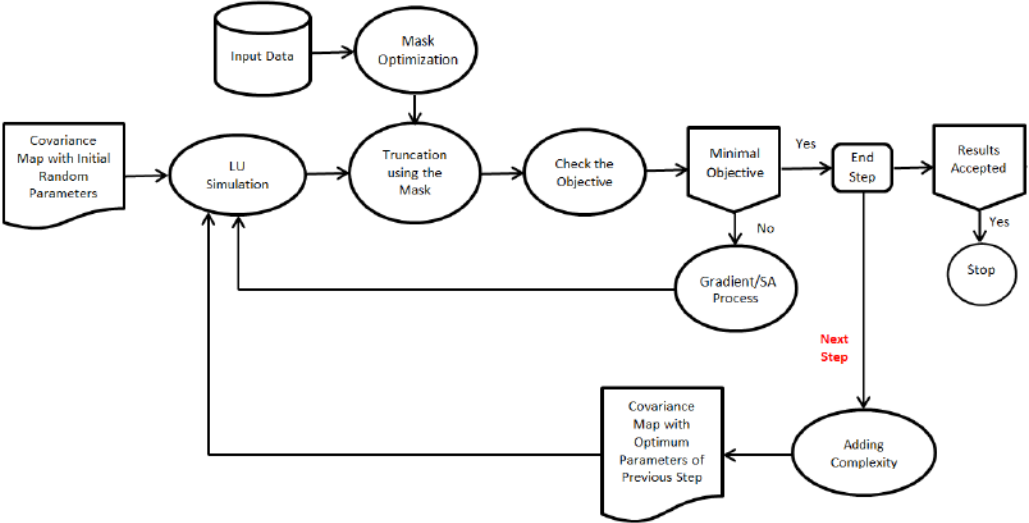 Input Data
Mask
Optimization
Covariance
Map with Initial
Random
Parameters
LU
Simulation
Truncation
using the
Mask
Check the
Objective
Minimal
Objective
Yes
End
Step
Results
Accepted
No
Yes
Gradient/SA
Process
Stop
Next
Step
Covariance
Map with
Optimum
Parameters of
Previous Step
Adding
Complexity